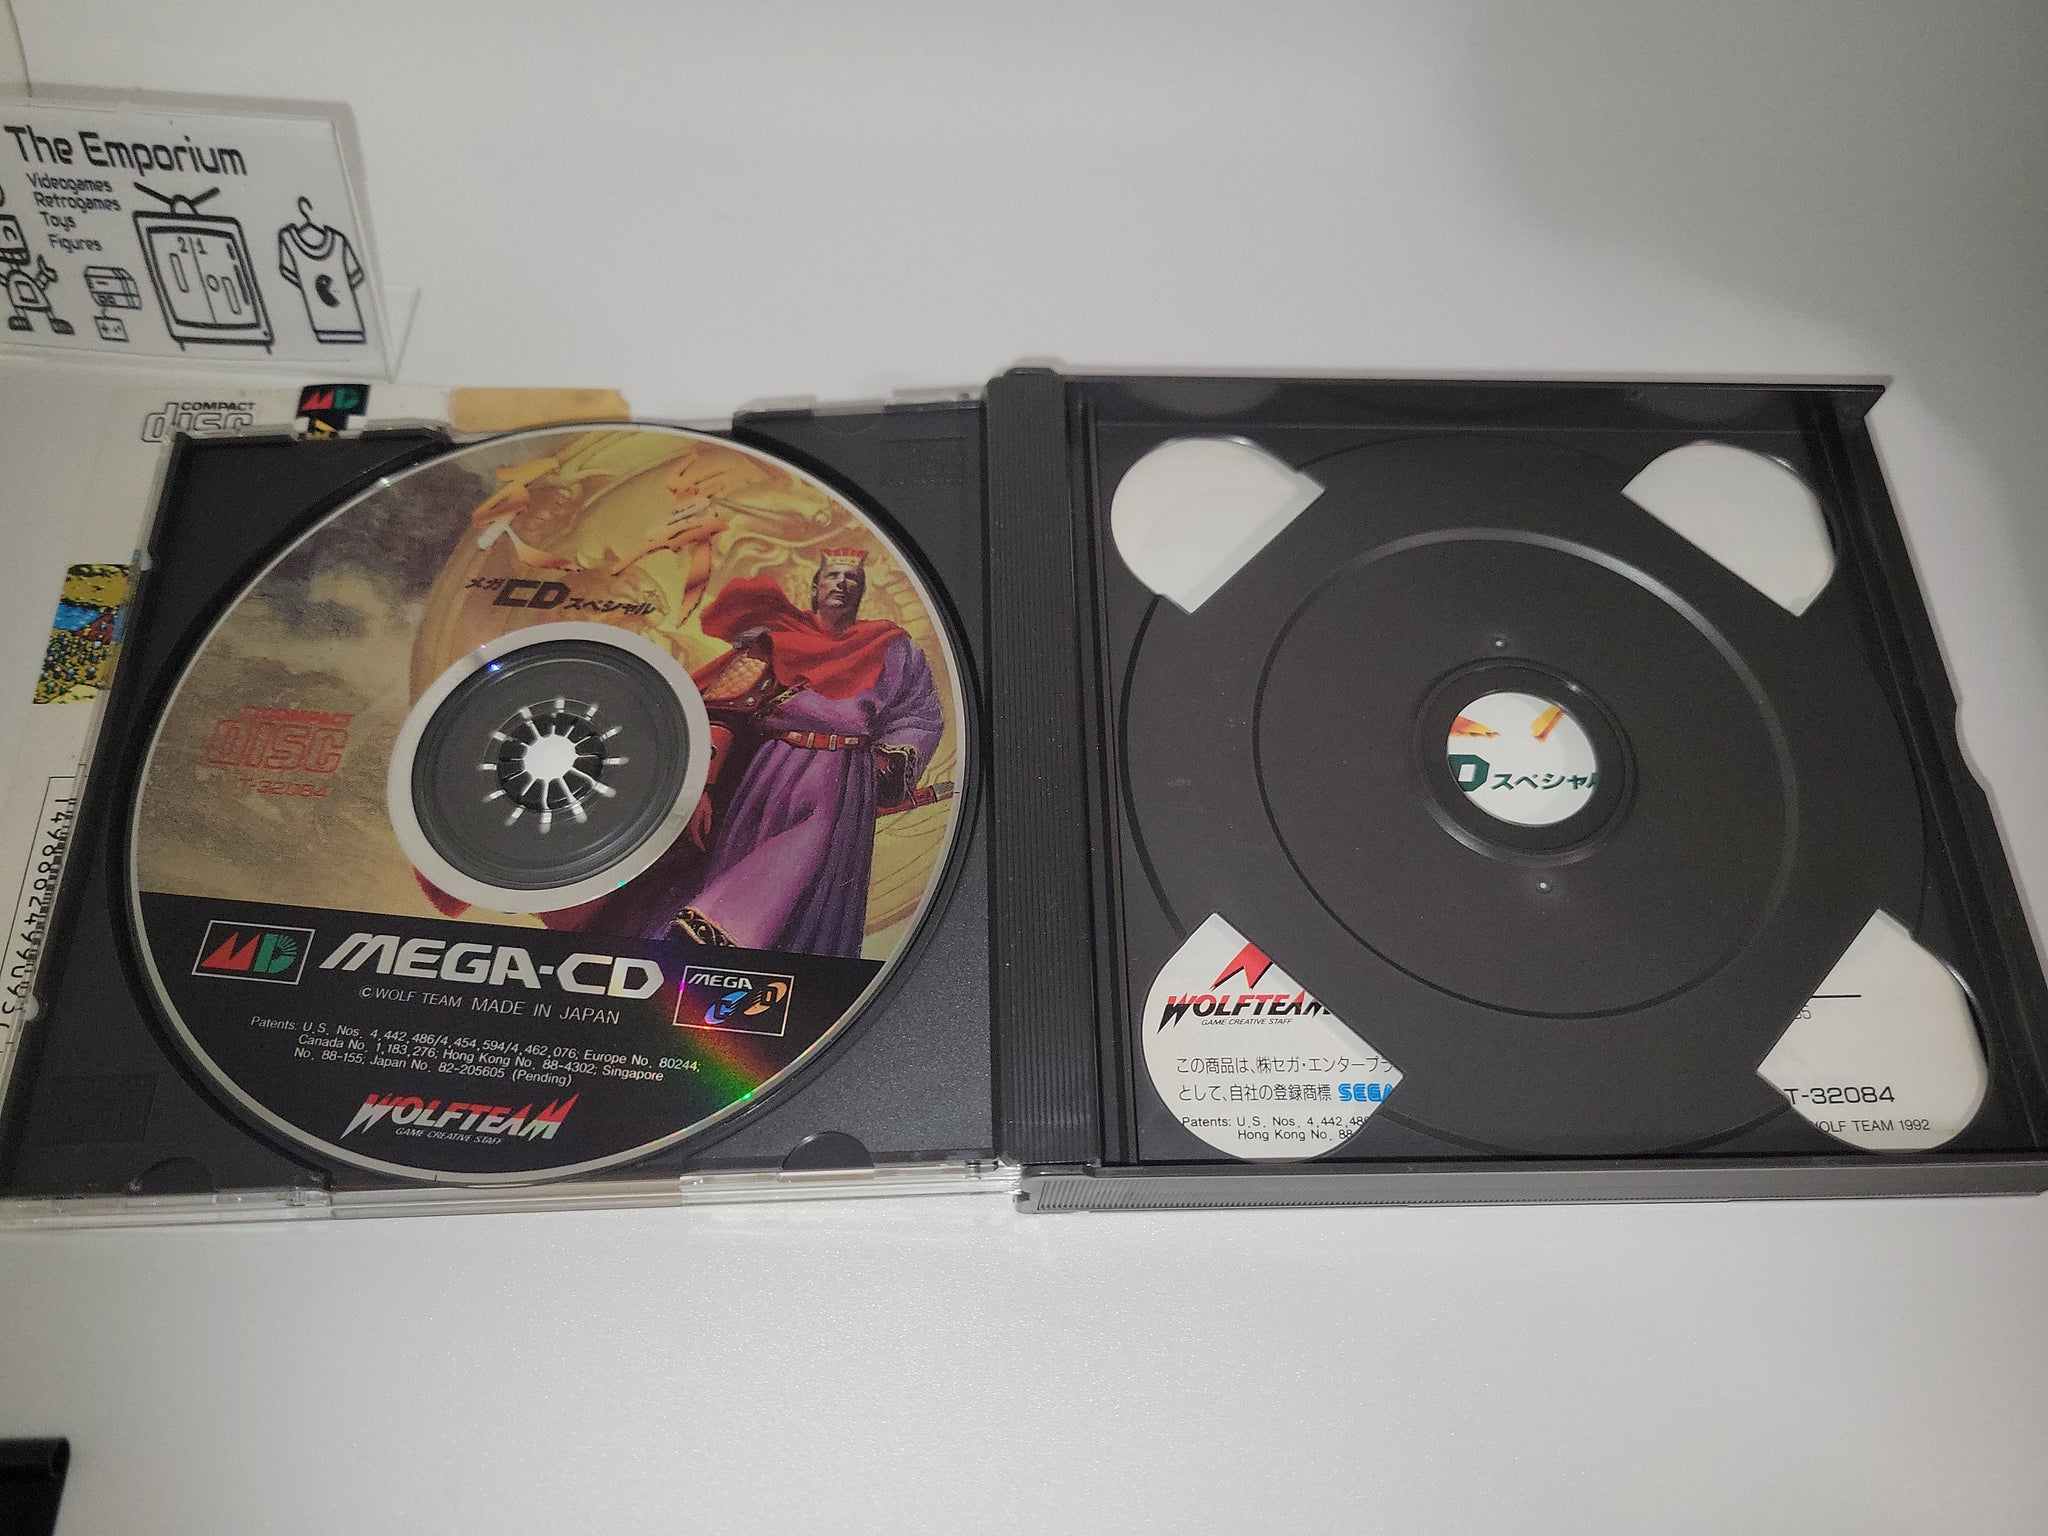 The Emporium
Videogames
Retrogames
Toys
Figures
2 1
COMPACT
disc
MD
メガCDスペシャル
COMPACT
disc
T-32084
MD
MEGA-CD
MEGA
CD
© WOLF TEAM MADE IN JAPAN
Patents: U.S. Nos. 4,442,486/4,454,594/4,462,076; Europe No. 80244;
Canada No. 1,183,276; Hong Kong No. 88-4302; Singapore
No. 88-155; Japan No. 82-205605 (Pending)
WOLFTEAM
GAME CREATIVE STAFF
Dスペシャル
WOLFTEAM
GAME CREATIVE STAFF
この商品は、㈱セガ・エンタープラ
として、自社の登録商標 SEGA
Patents: U.S. Nos. 4,442,48
Hong Kong No. 88
T-32084
WOLF TEAM 1992